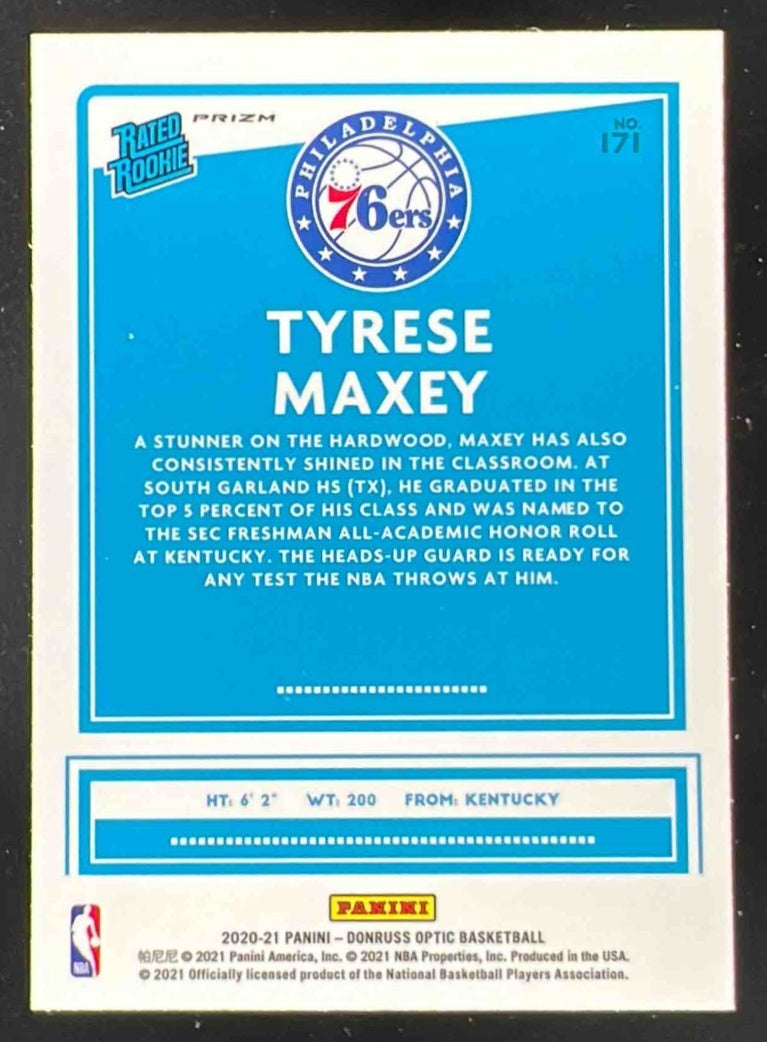 RATED
ROOKIE
PRIZM
PHILADELPHIA
76ers
NO.
171
TYRESE
MAXEY
A STUNNER ON THE HARDWOOD, MAXEY HAS ALSO
CONSISTENTLY SHINED IN THE CLASSROOM. AT
SOUTH GARLAND HS (TX), HE GRADUATED IN THE
TOP 5 PERCENT OF HIS CLASS AND WAS NAMED TO
THE SEC FRESHMAN ALL-ACADEMIC HONOR ROLL
AT KENTUCKY. THE HEADS-UP GUARD IS READY FOR
ANY TEST THE NBA THROWS AT HIM.
HT: 6' 2" WT: 200 FROM: KENTUCKY
PANINI
2020-21 PANINI – DONRUSS OPTIC BASKETBALL
帕尼尼 © 2021 Panini America, Inc. © 2021 NBA Properties, Inc. Produced in the USA.
© 2021 Officially licensed product of the National Basketball Players Association.
NBA